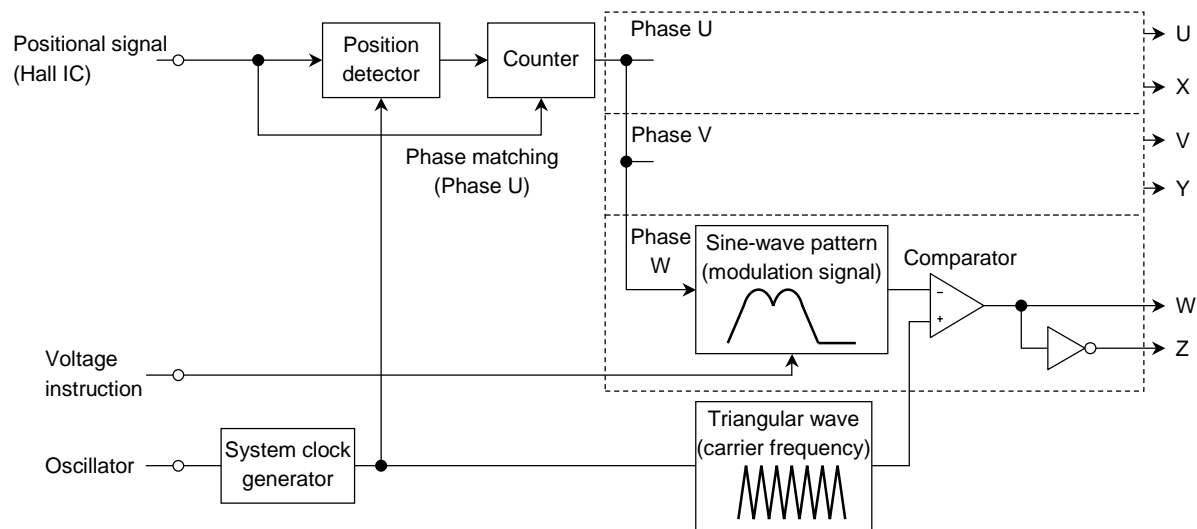 Positional signal
(Hall IC)
Position
detector
Counter
Phase matching
(Phase U)
Phase U
U
X
Phase V
V
Y
Phase
W
Sine-wave pattern
(modulation signal)
Comparator
−
+
W
Z
Voltage
instruction
Oscillator
System clock
generator
Triangular wave
(carrier frequency)